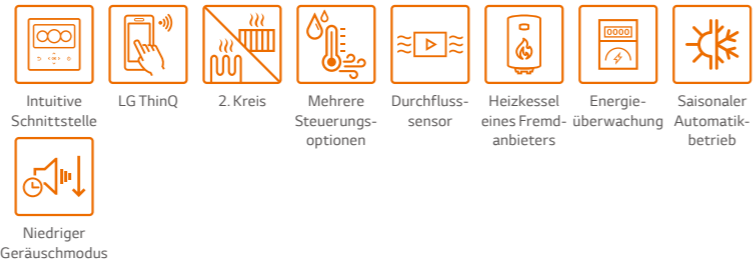 Intuitive
Schnittstelle
LG ThinQ
2. Kreis
Mehrere
Steuerungs-
optionen
Durchfluss-
sensor
Heizkessel
eines Fremd-
anbieters
Energie-
überwachung
Saisonaler
Automatik-
betrieb
0000
Niedriger
Geräuschmodus